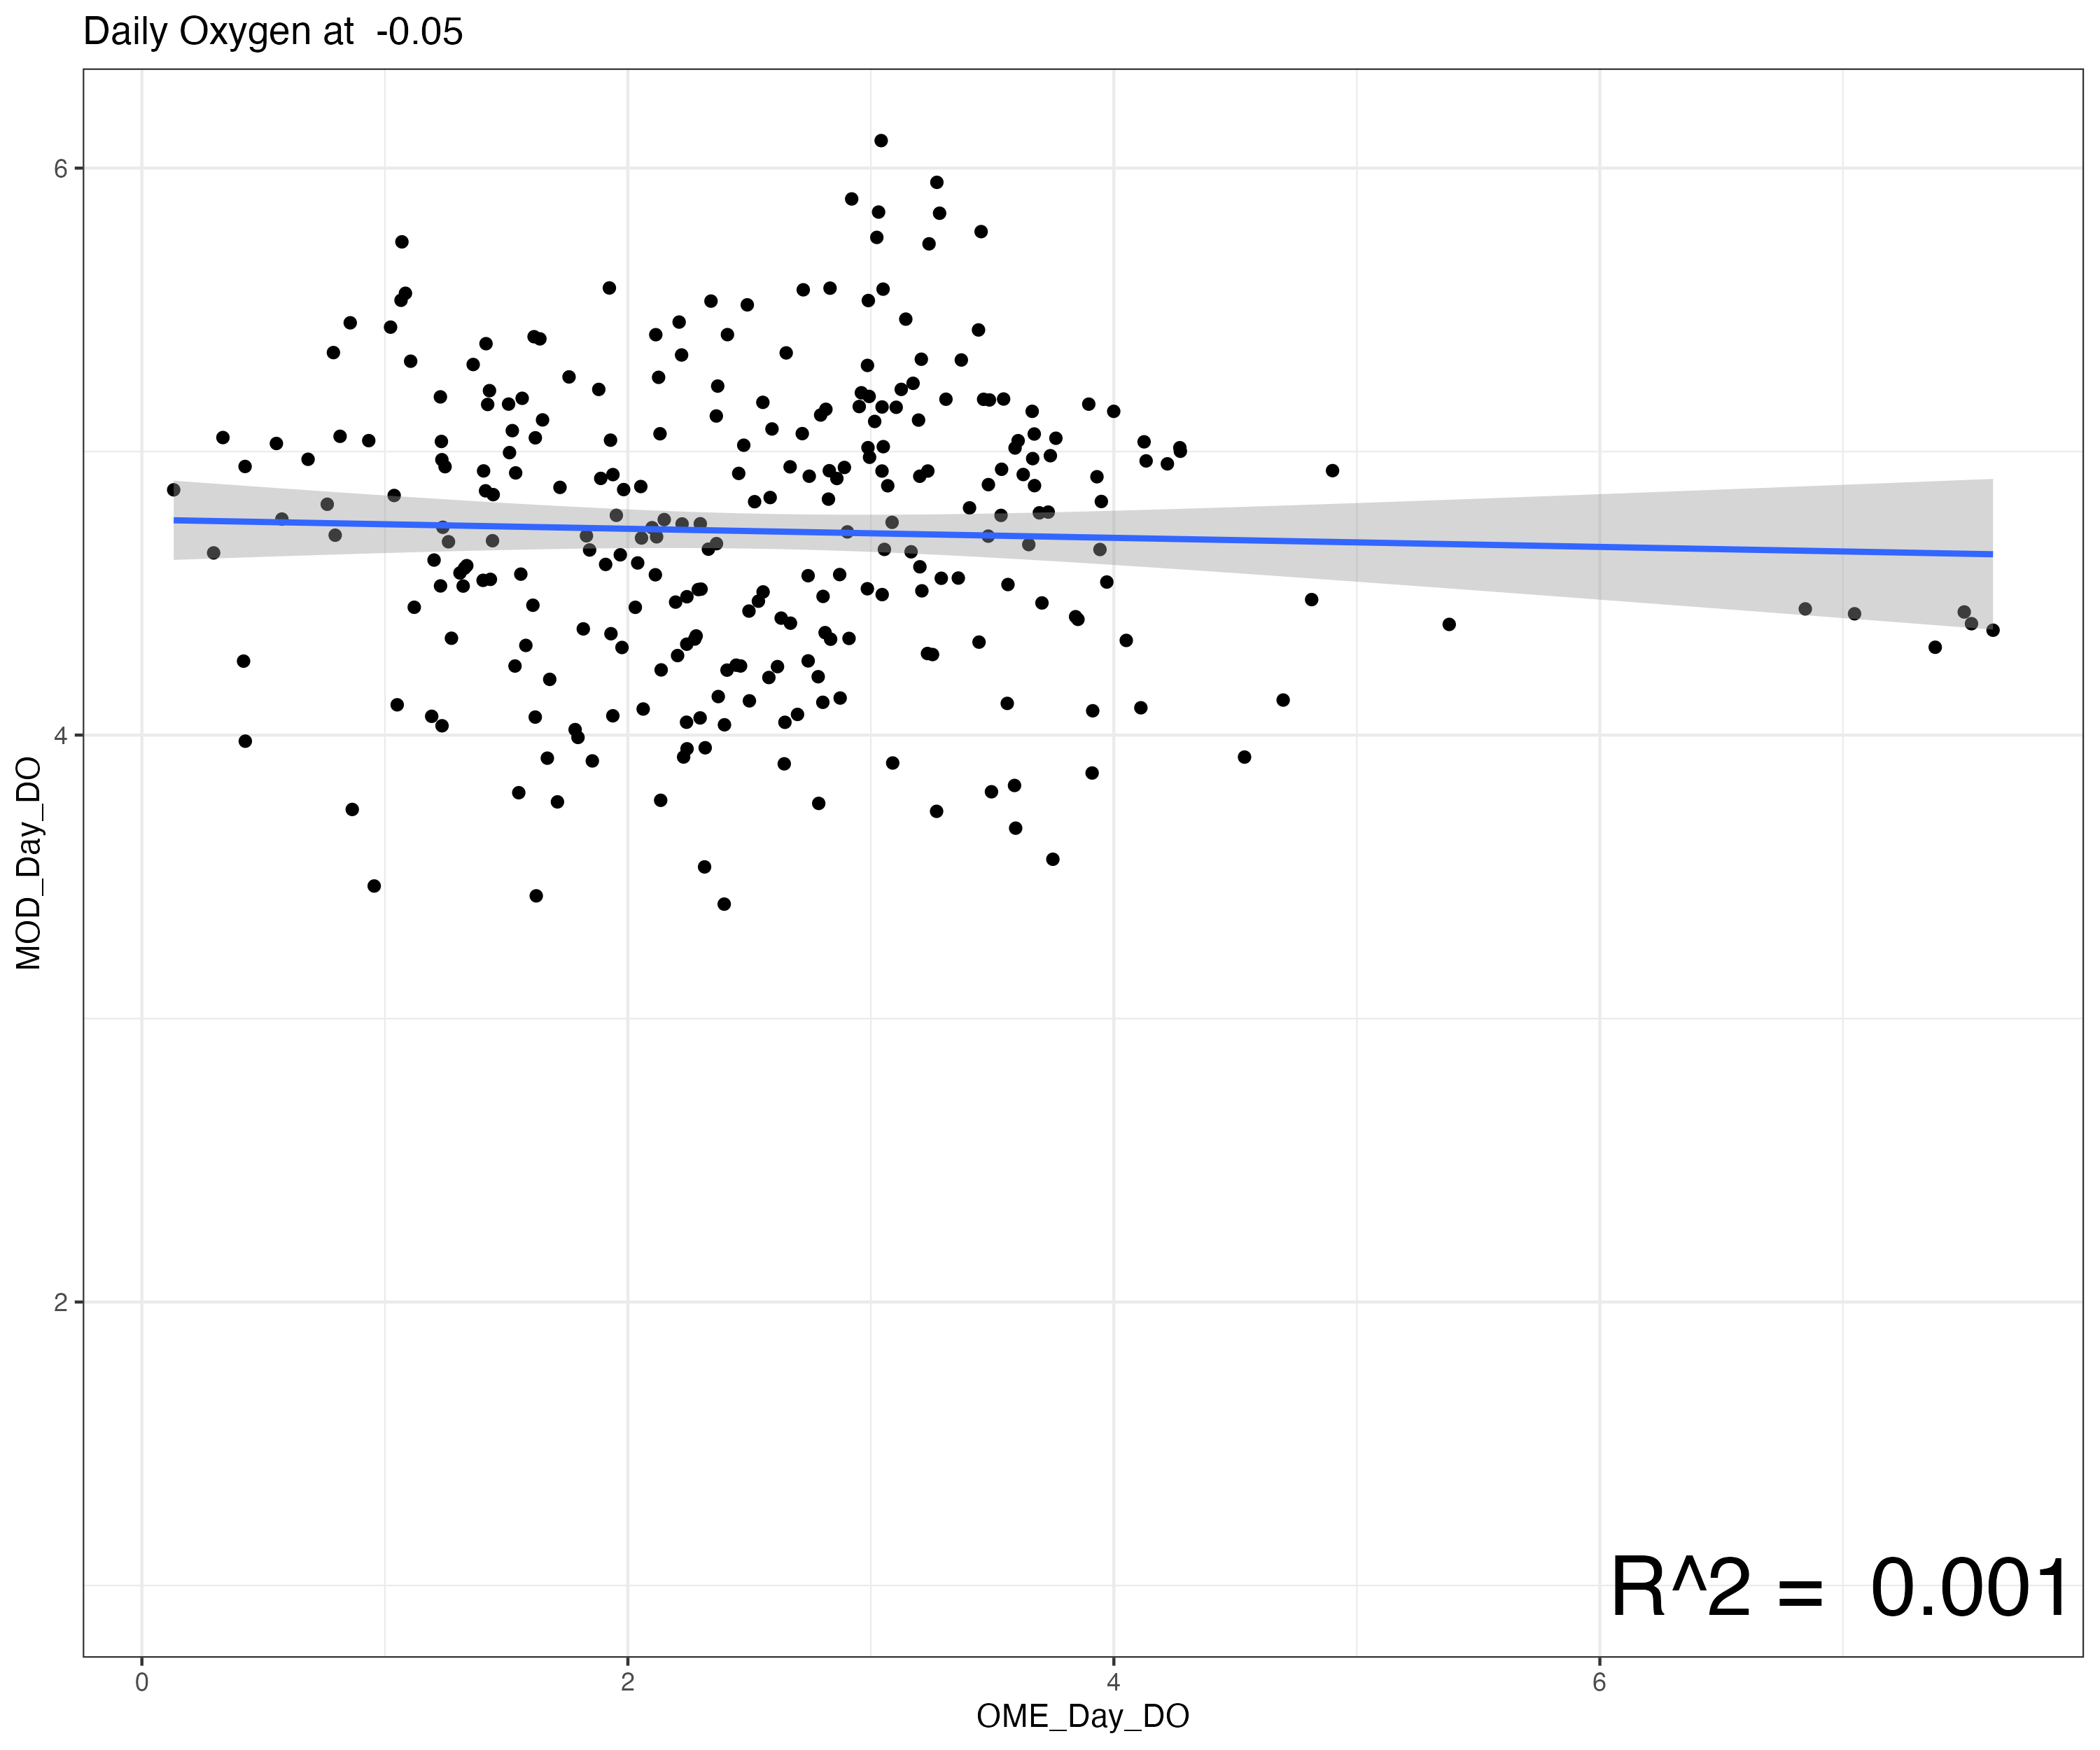 Daily Oxygen at  -0.05
6
4
2
MOD_Day_DO
R^2 =  0.001
0 2 4 6
OME_Day_DO